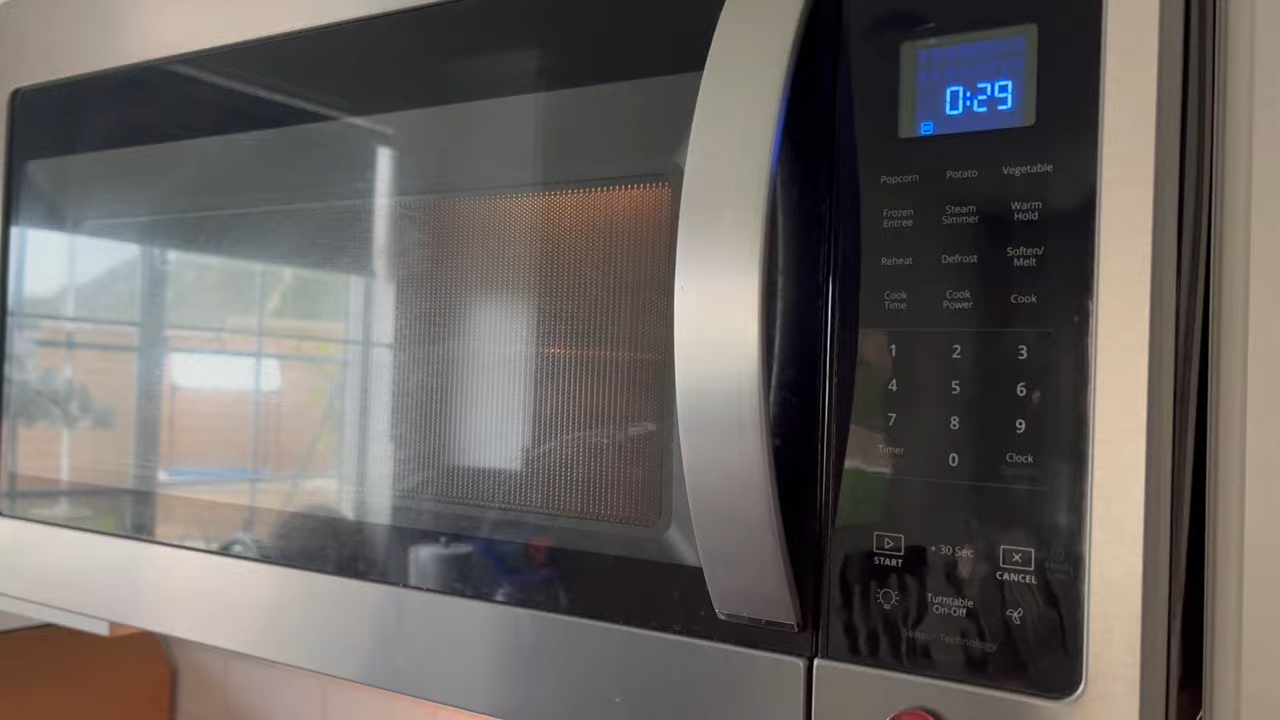 0:29
Popcorn
Potato
Vegetable
Frozen
Entree
Steam
Simmer
Warm
Hold
Reheat
Defrost
Soften/
Melt
Cook
Time
Cook
Power
Cook
1 2 3
4 5 6
7 8 9
Timer
0
Clock
START
+ 30 Sec
CANCEL
Turntable
On·Off
Sensor Technology